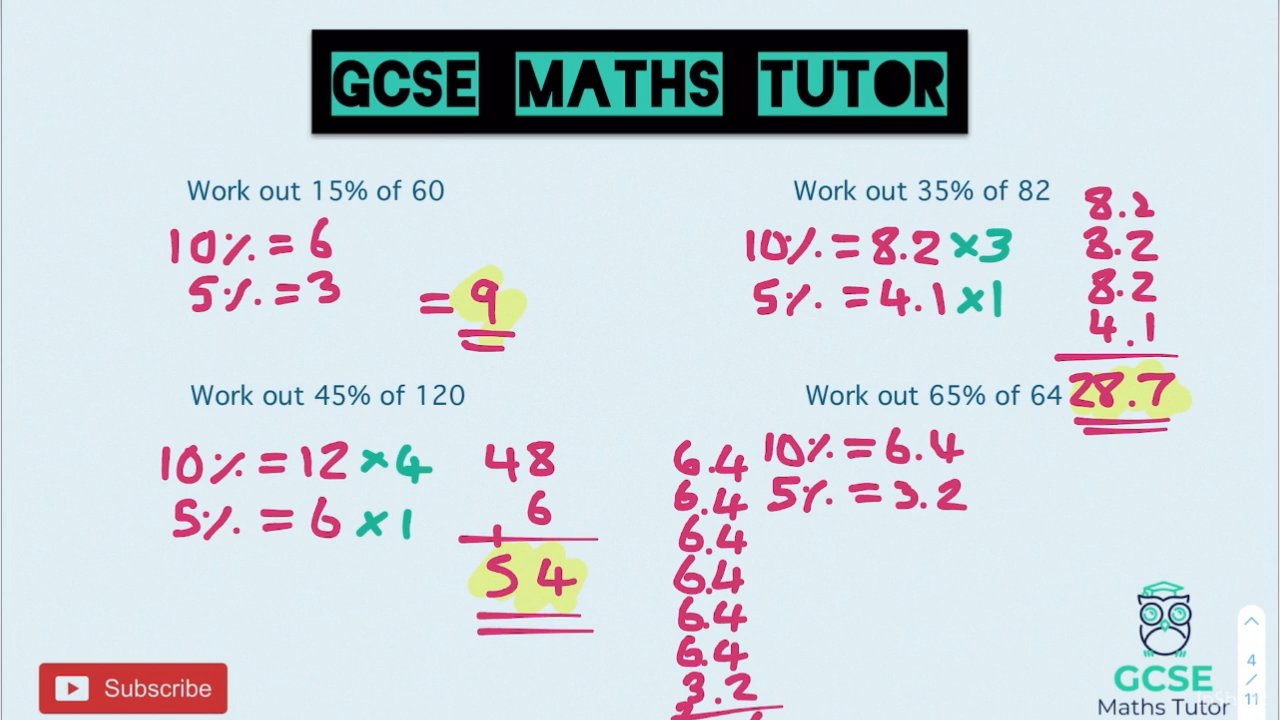 GCSE MATHS TUTOR
Work out 15% of 60
10% = 6
5% = 3
= 9
Work out 35% of 82
10% = 8.2 ×3
5% = 4.1 ×1
8.2
8.2
8.2
4.1
28.7
Work out 45% of 120
10% = 12 ×4
5% = 6 ×1
48
6
+
54
Work out 65% of 64
10% = 6.4
5% = 3.2
6.4
6.4
6.4
6.4
6.4
6.4
3.2
Subscribe
GCSE
Maths Tutor
4
/
11